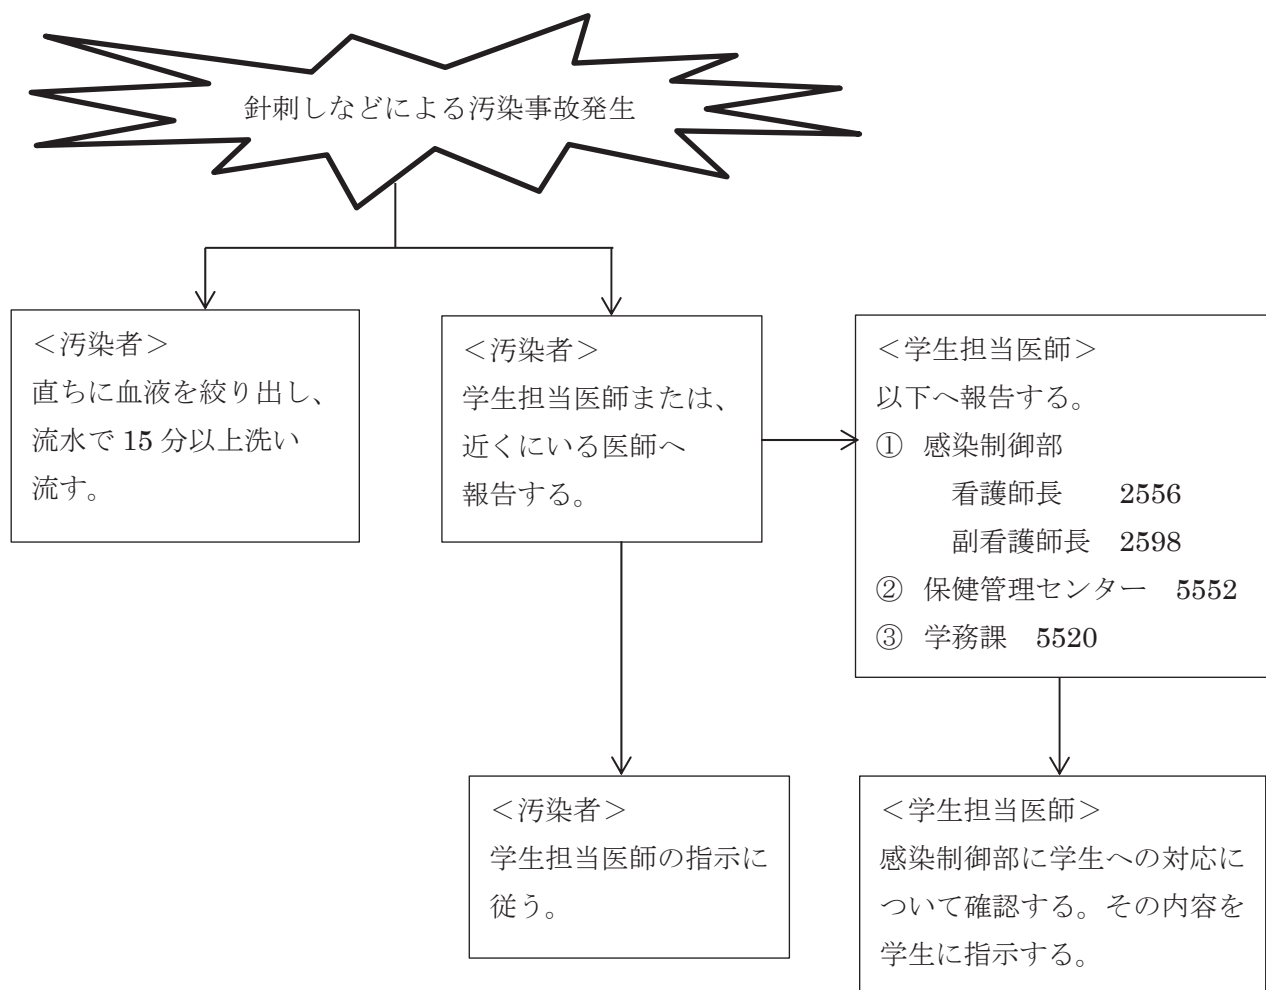 針刺しなどによる汚染事故発生
＜汚染者＞
直ちに血液を絞り出し、
流水で 15 分以上洗い
流す。
＜汚染者＞
学生担当医師または、
近くにいる医師へ
報告する。
＜学生担当医師＞
以下へ報告する。
① 感染制御部
看護師長 2556
副看護師長 2598
② 保健管理センター 5552
③ 学務課 5520
＜汚染者＞
学生担当医師の指示に
従う。
＜学生担当医師＞
感染制御部に学生への対応に
ついて確認する。その内容を
学生に指示する。